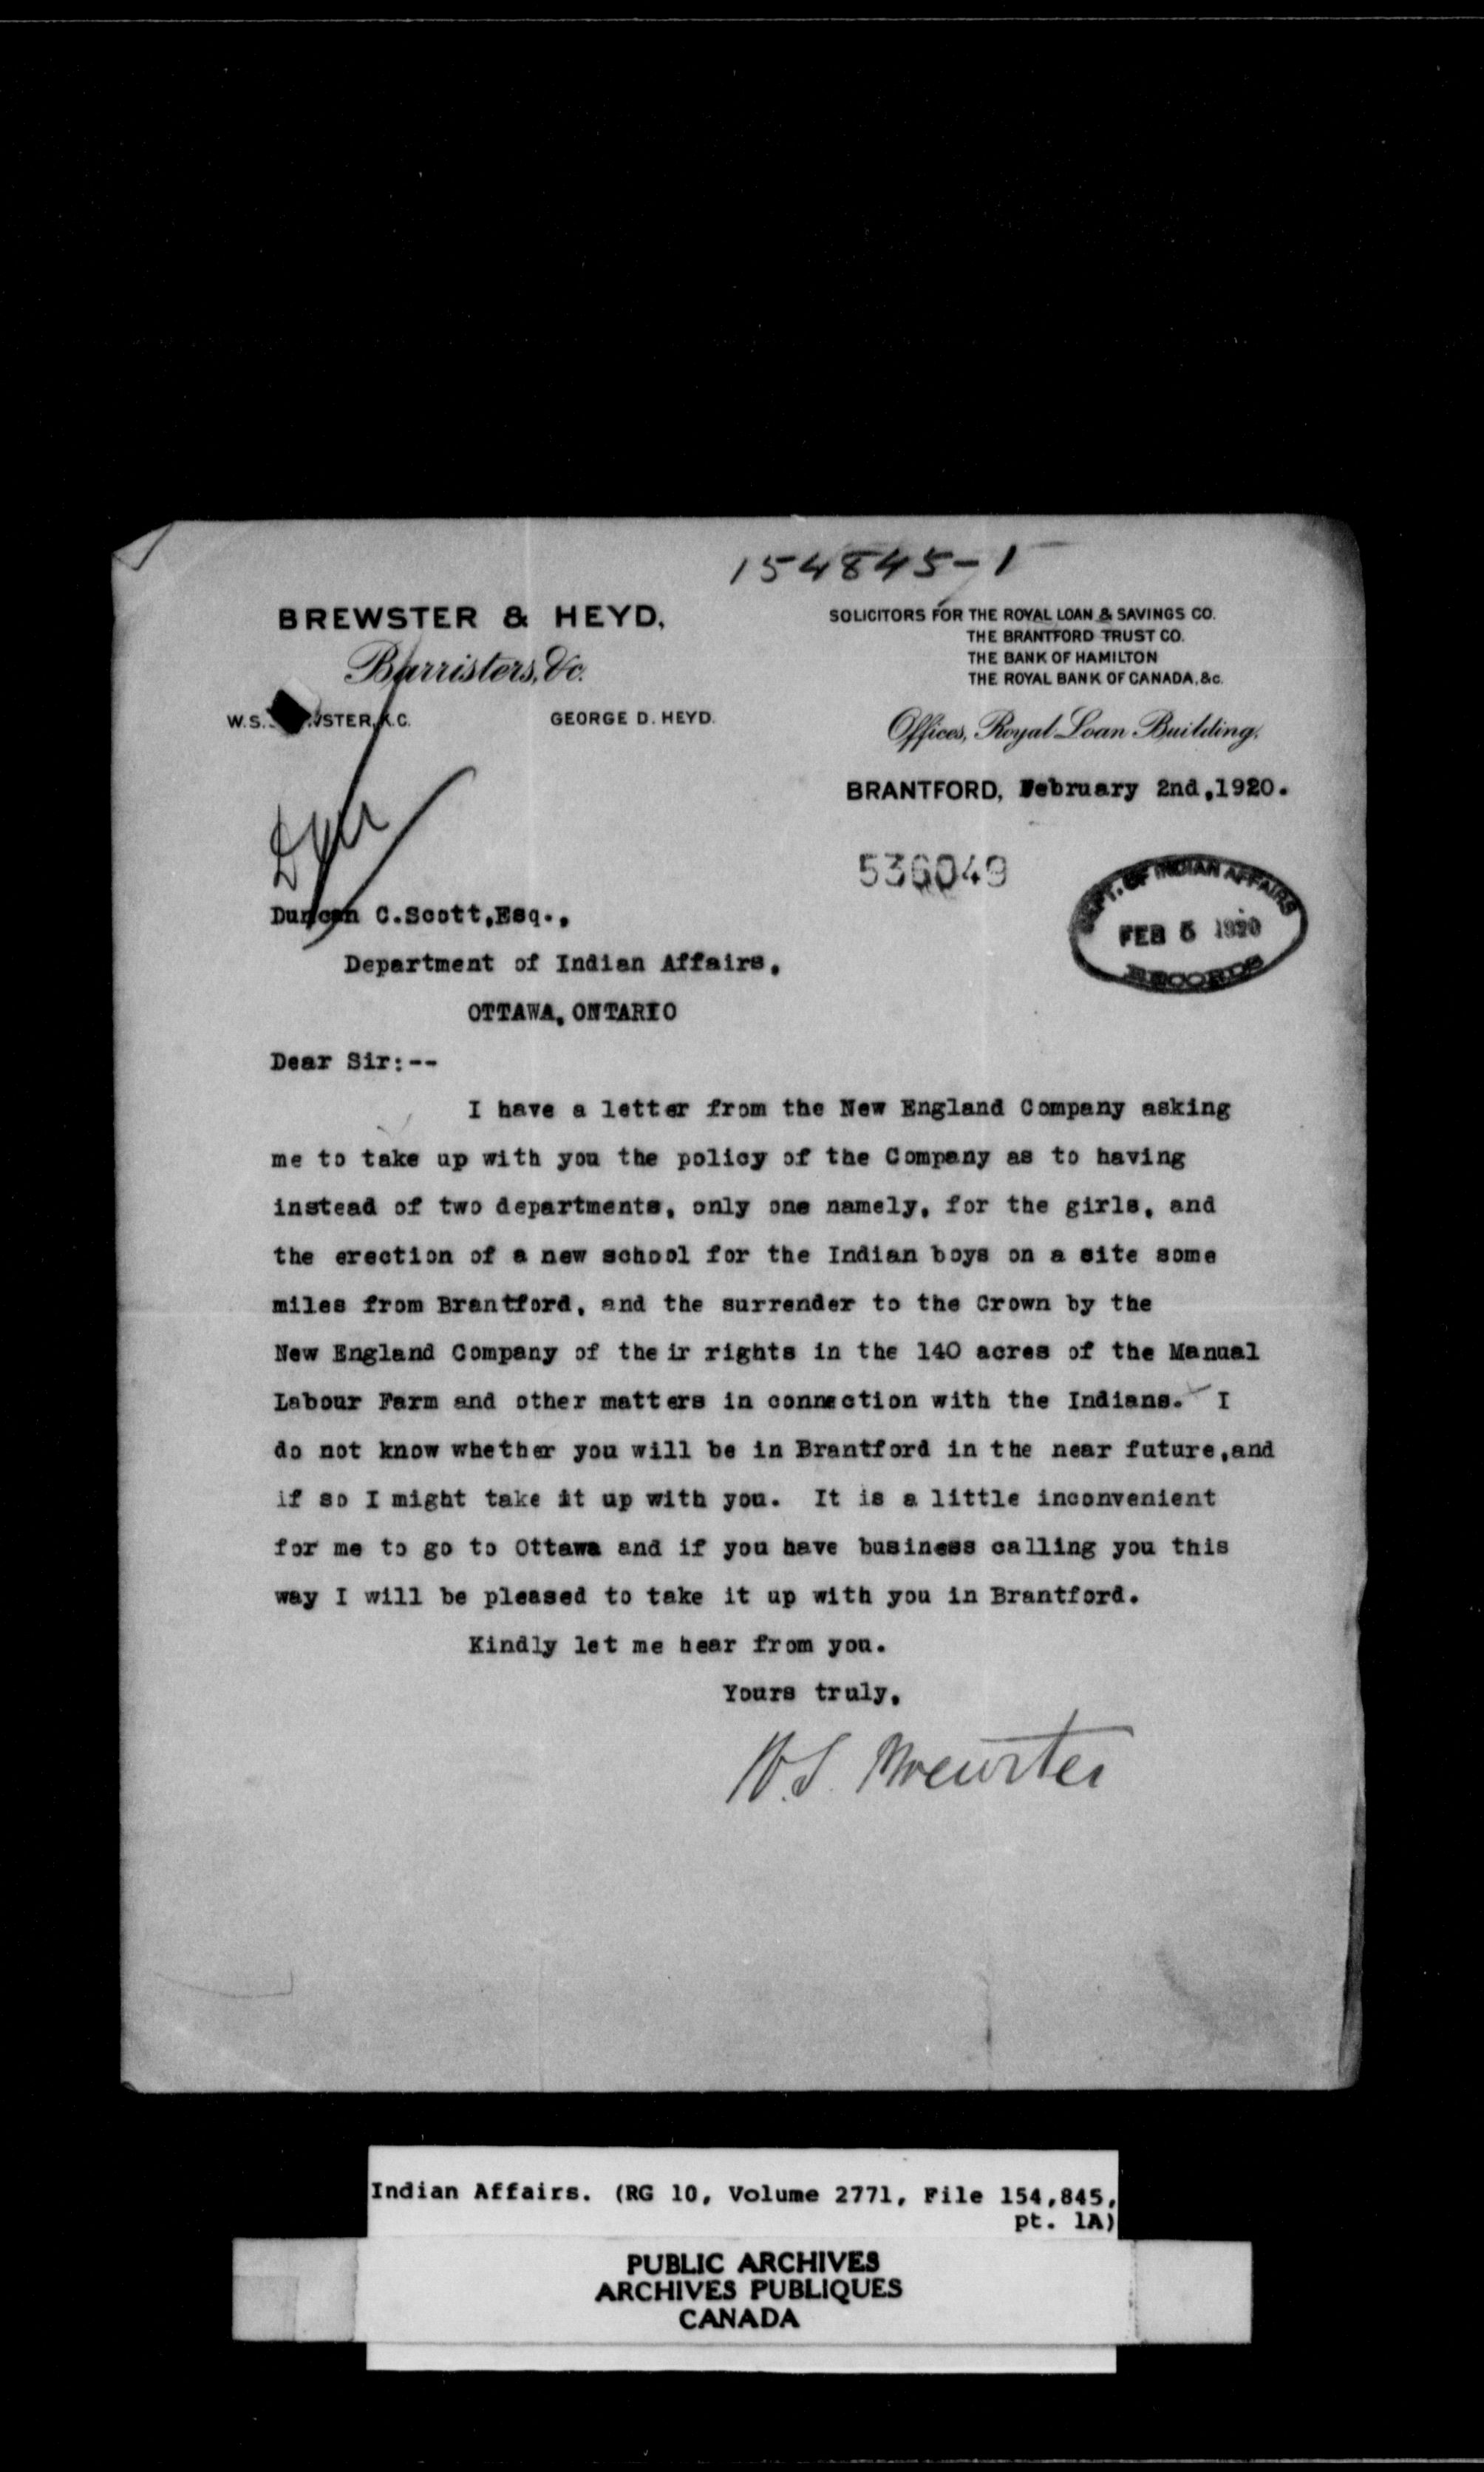 154845-1
BREWSTER & HEYD,
Barristers, &c.
W.S. BREWSTER, K.C. GEORGE D. HEYD.
SOLICITORS FOR THE ROYAL LOAN & SAVINGS CO.
THE BRANTFORD TRUST CO.
THE BANK OF HAMILTON
THE ROYAL BANK OF CANADA, &c.
Offices, Royal Loan Building,
BRANTFORD, February 2nd,1920.
536049
DEPT. OF INDIAN AFFAIRS
FEB 5 1920
RECORDS
Duncan C.Scott,Esq.,
Department of Indian Affairs,
OTTAWA, ONTARIO
Dear Sir:--
I have a letter from the New England Company asking
me to take up with you the policy of the Company as to having
instead of two departments, only one namely, for the girls, and
the erection of a new school for the Indian boys on a site some
miles from Brantford, and the surrender to the Crown by the
New England Company of their rights in the 140 acres of the Manual
Labour Farm and other matters in connection with the Indians. I
do not know whether you will be in Brantford in the near future,and
if so I might take it up with you. It is a little inconvenient
for me to go to Ottawa and if you have business calling you this
way I will be pleased to take it up with you in Brantford.
Kindly let me hear from you.
Yours truly,
W.S. Brewster
Indian Affairs. (RG 10, Volume 2771, File 154,845,
pt. 1A)
PUBLIC ARCHIVES
ARCHIVES PUBLIQUES
CANADA